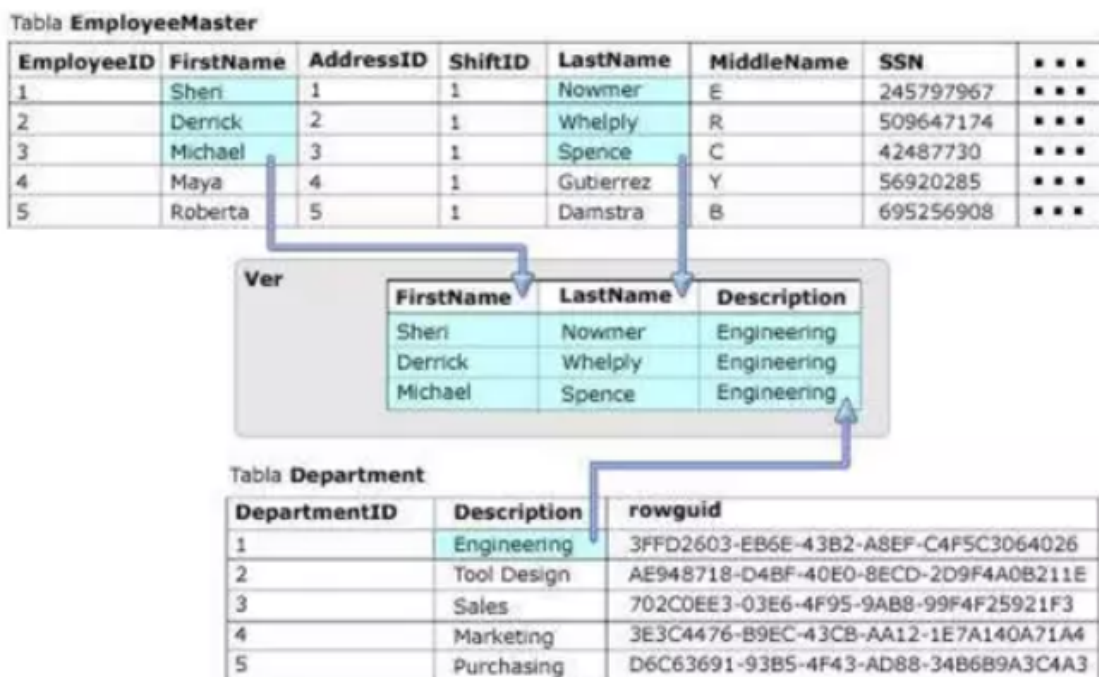 Tabla EmployeeMaster
EmployeeID FirstName AddressID ShiftID LastName MiddleName SSN ...
1 Sheri 1 1 Nowmer E 245797967 ...
2 Derrick 2 1 Whelply R 509647174 ...
3 Michael 3 1 Spence C 42487730 ...
4 Maya 4 1 Gutierrez Y 56920285 ...
5 Roberta 5 1 Damstra B 695256908 ...
Ver
FirstName LastName Description
Sheri Nowmer Engineering
Derrick Whelply Engineering
Michael Spence Engineering
Tabla Department
DepartmentID Description rowguid
1 Engineering 3FFD2603-EB6E-43B2-A8EF-C4F5C3064026
2 Tool Design AE948718-D4BF-40E0-8ECD-2D9F4A0B211E
3 Sales 702C0EE3-03E6-4F95-9AB8-99F4F25921F3
4 Marketing 3E3C4476-B9EC-43CB-AA12-1E7A140A71A4
5 Purchasing D6C63691-93B5-4F43-AD88-34B6B9A3C4A3